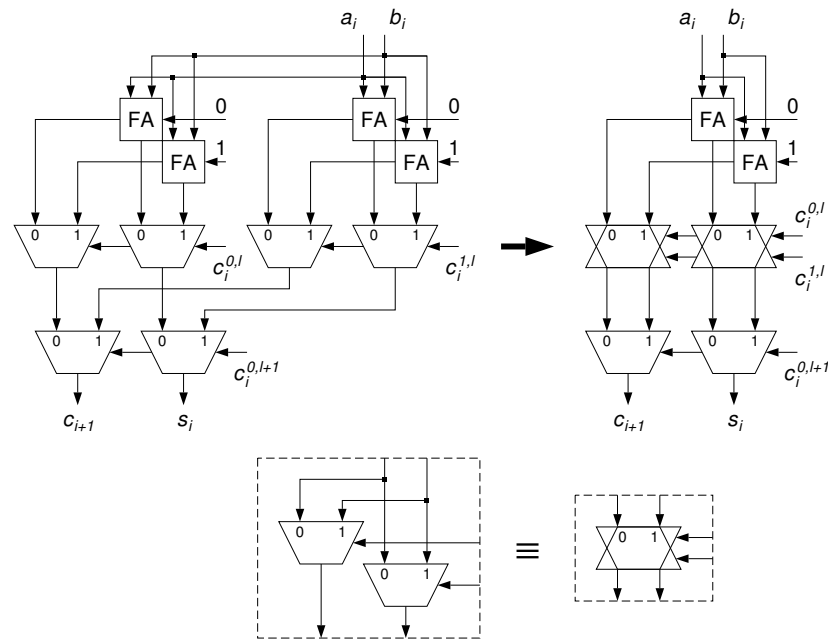 a_i b_i a_i b_i
FA 0 FA 0 FA 0
FA 1 FA 1 FA 1
0 1 0 1 0 1 0 1 0 1 0 1 c_i^{0,l}
c_i^{0,l} c_i^{1,l} c_i^{1,l}
0 1 0 1 0 1 0 1
c_i^{0,l+1} c_i^{0,l+1}
c_{i+1} s_i c_{i+1} s_i
0 1 ≡ 0 1
0 1